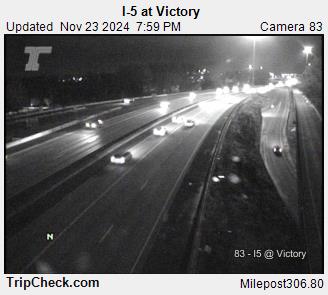 I-5 at Victory
Updated Nov 23 2024 7:59 PM Camera 83
T
N
83 - I5 @ Victory
TripCheck.com Milepost306.80